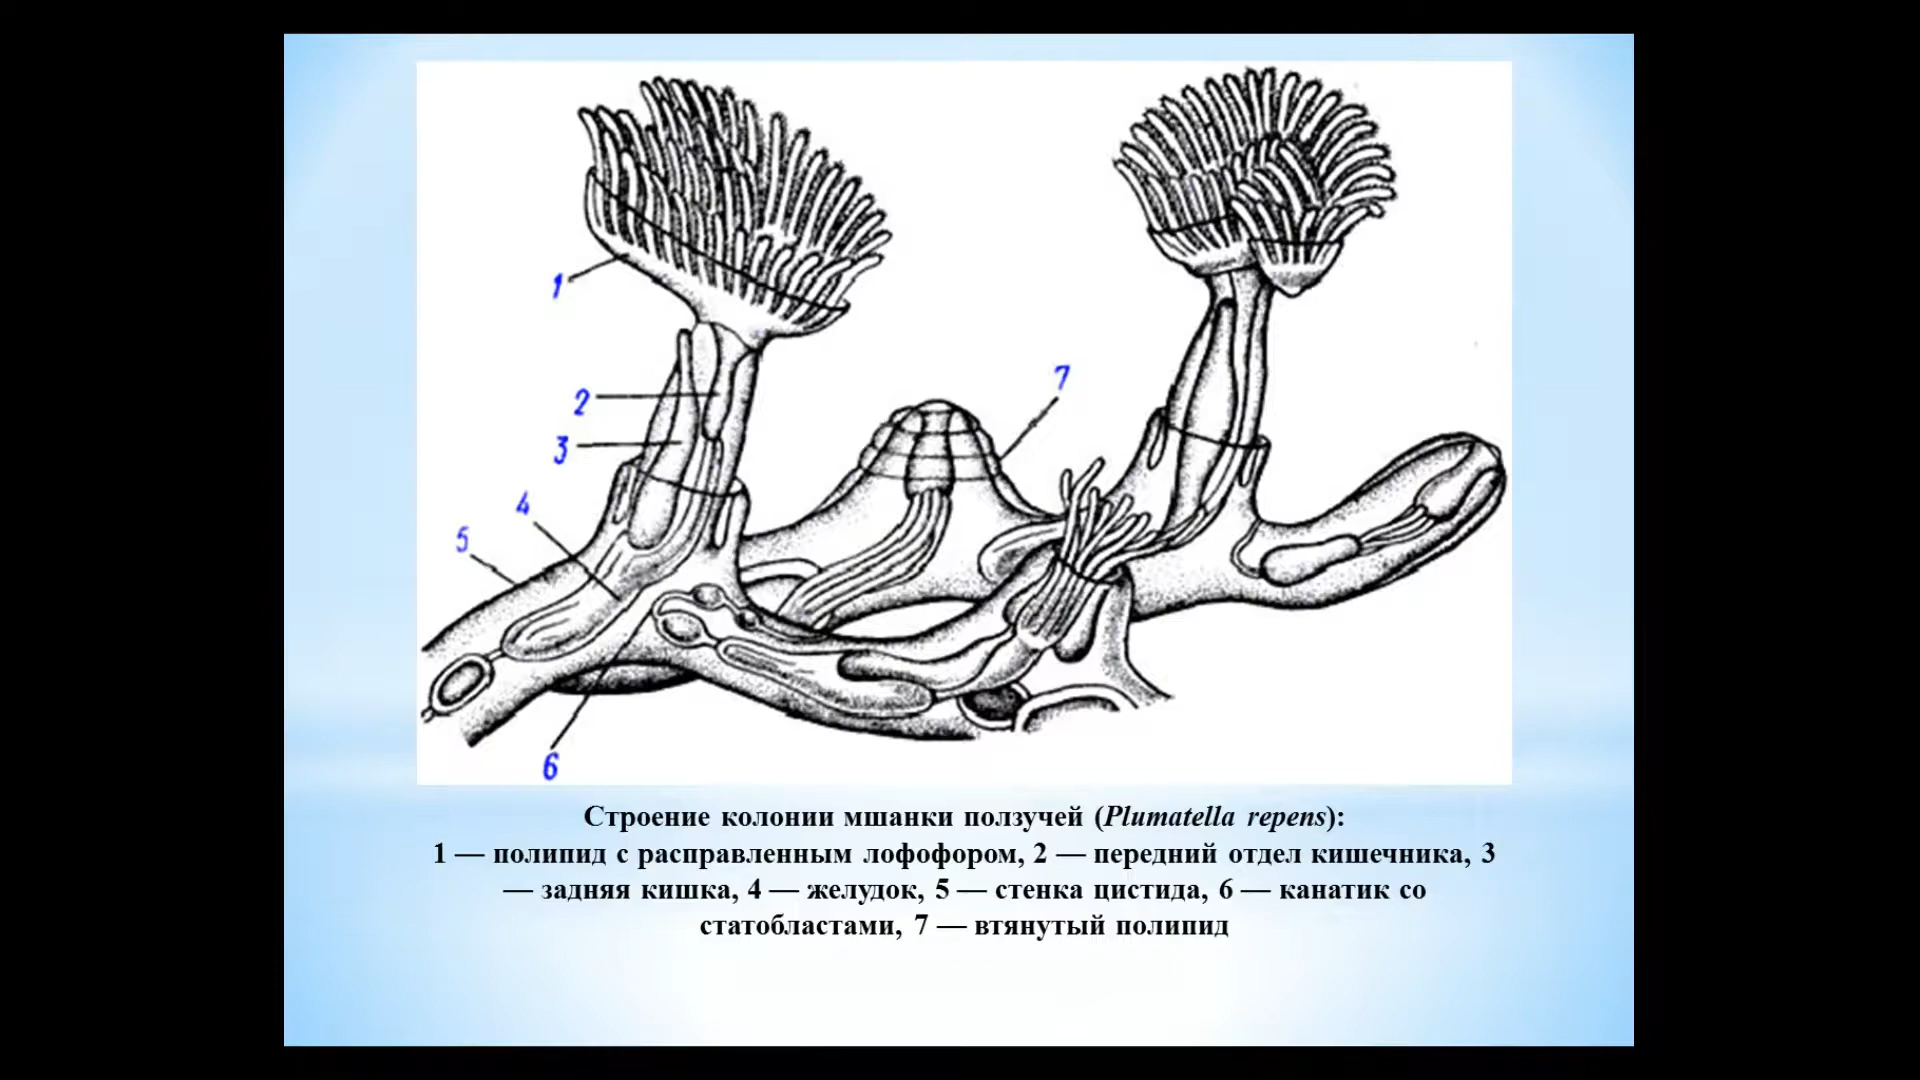 1
2
3
4
5
6
7
Строение колонии мшанки ползучей (Plumatella repens):
1 — полипид с расправленным лофофором, 2 — передний отдел кишечника, 3
— задняя кишка, 4 — желудок, 5 — стенка цистида, 6 — канатик со
статобластами, 7 — втянутый полипид